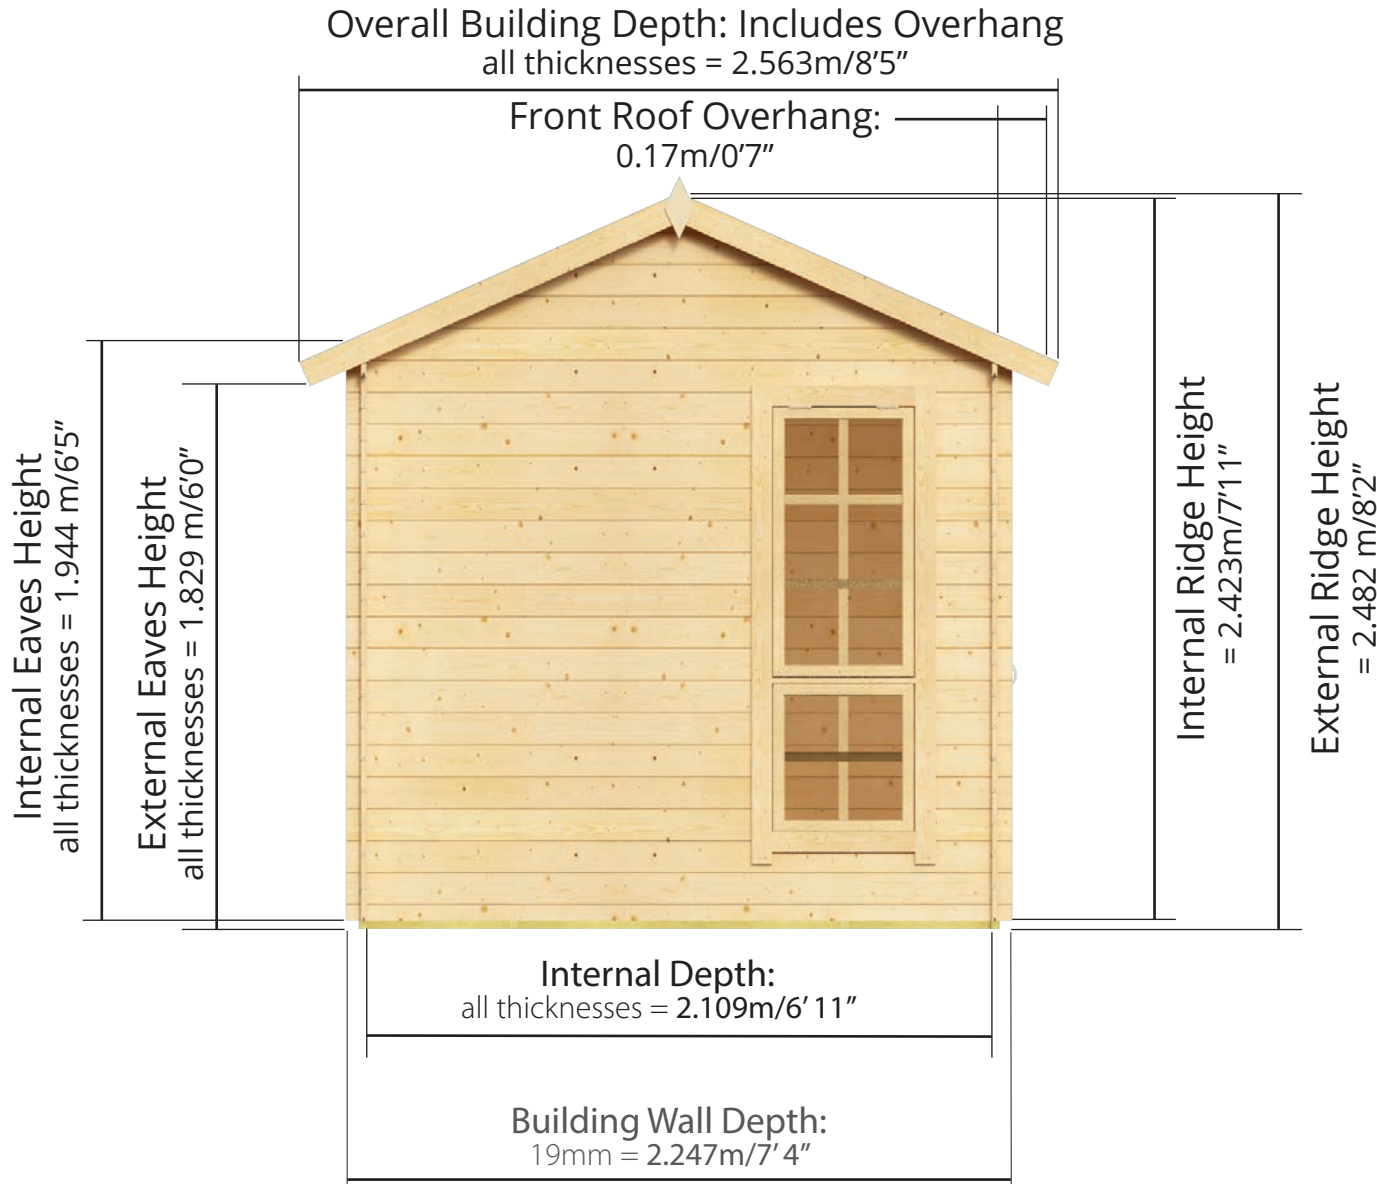 Overall Building Depth: Includes Overhang
all thicknesses = 2.563m/8’5”
Front Roof Overhang:
0.17m/0’7”
Internal Eaves Height
all thicknesses = 1.944 m/6’5”
External Eaves Height
all thicknesses = 1.829 m/6’0”
Internal Ridge Height
= 2.423m/7’11”
External Ridge Height
= 2.482 m/8’2”
Internal Depth:
all thicknesses = 2.109m/6’ 11”
Building Wall Depth:
19mm = 2.247m/7’ 4”